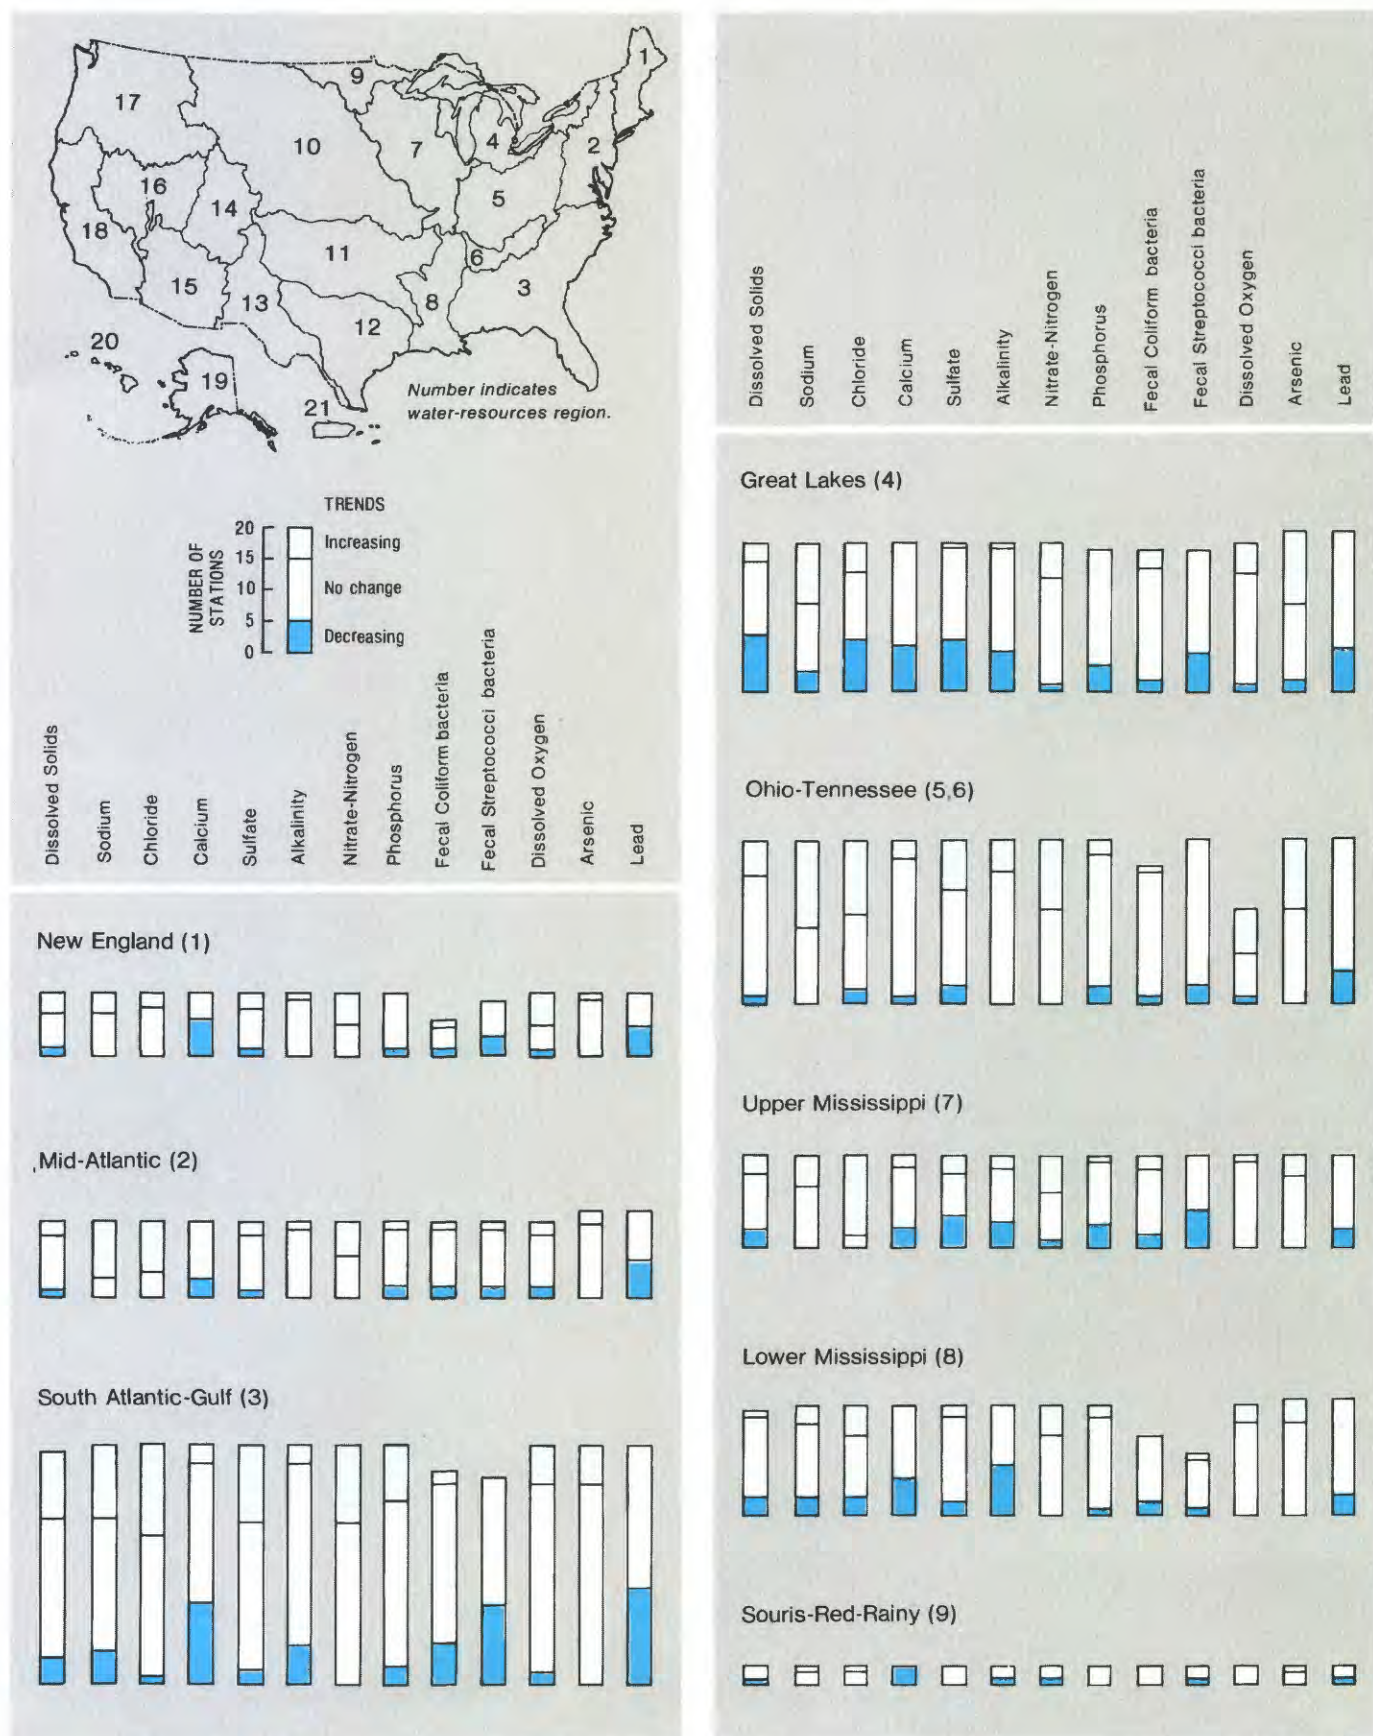 1
2
3
4
5
6
7
8
9
10
11
12
13
14
15
16
17
18
19
20
21
Number indicates
water-resources region.
TRENDS
NUMBER OF
STATIONS
20
15
10
5
0
Increasing
No change
Decreasing
Dissolved Solids
Sodium
Chloride
Calcium
Sulfate
Alkalinity
Nitrate-Nitrogen
Phosphorus
Fecal Coliform bacteria
Fecal Streptococci bacteria
Dissolved Oxygen
Arsenic
Lead
New England (1)
Mid-Atlantic (2)
South Atlantic-Gulf (3)
Dissolved Solids
Sodium
Chloride
Calcium
Sulfate
Alkalinity
Nitrate-Nitrogen
Phosphorus
Fecal Coliform bacteria
Fecal Streptococci bacteria
Dissolved Oxygen
Arsenic
Lead
Great Lakes (4)
Ohio-Tennessee (5,6)
Upper Mississippi (7)
Lower Mississippi (8)
Souris-Red-Rainy (9)